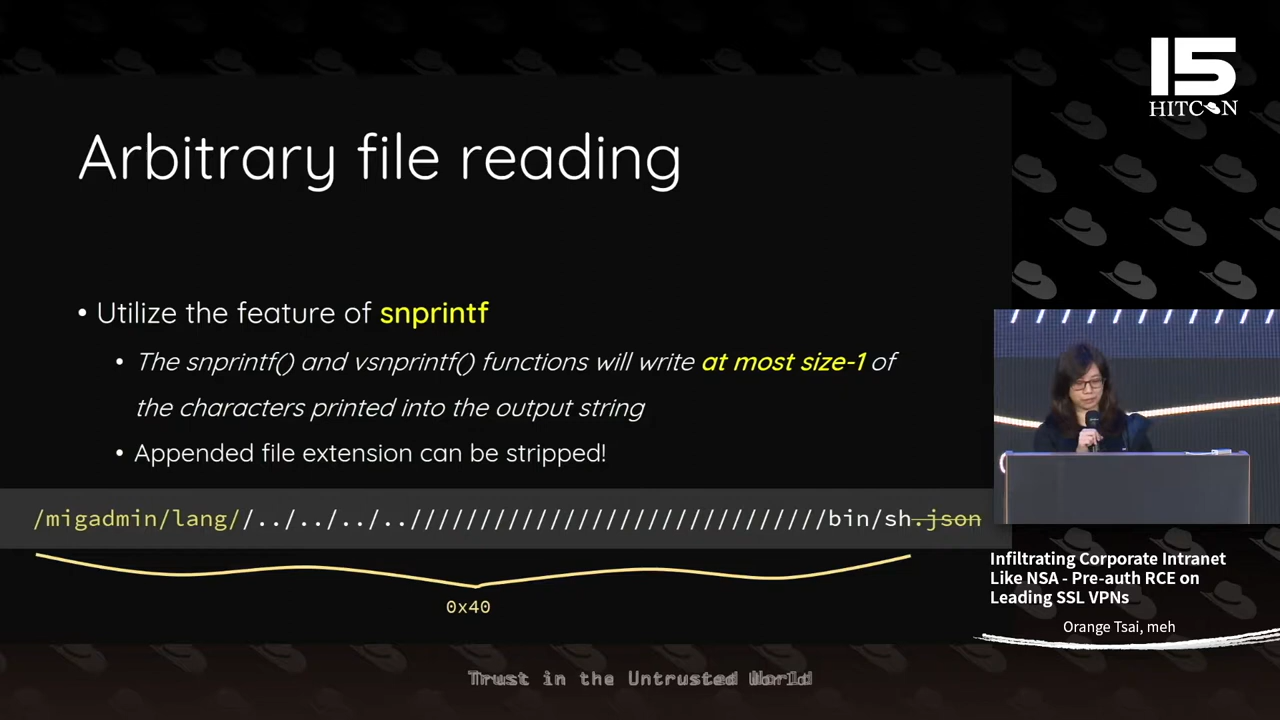 15
HITCON
Arbitrary file reading
• Utilize the feature of snprintf
• The snprintf() and vsnprintf() functions will write at most size-1 of
the characters printed into the output string
• Appended file extension can be stripped!
/migadmin/lang//../../../..///////////////////////////////bin/sh.json
0x40
Infiltrating Corporate Intranet
Like NSA - Pre-auth RCE on
Leading SSL VPNs
Orange Tsai, meh
Trust in the Untrusted World